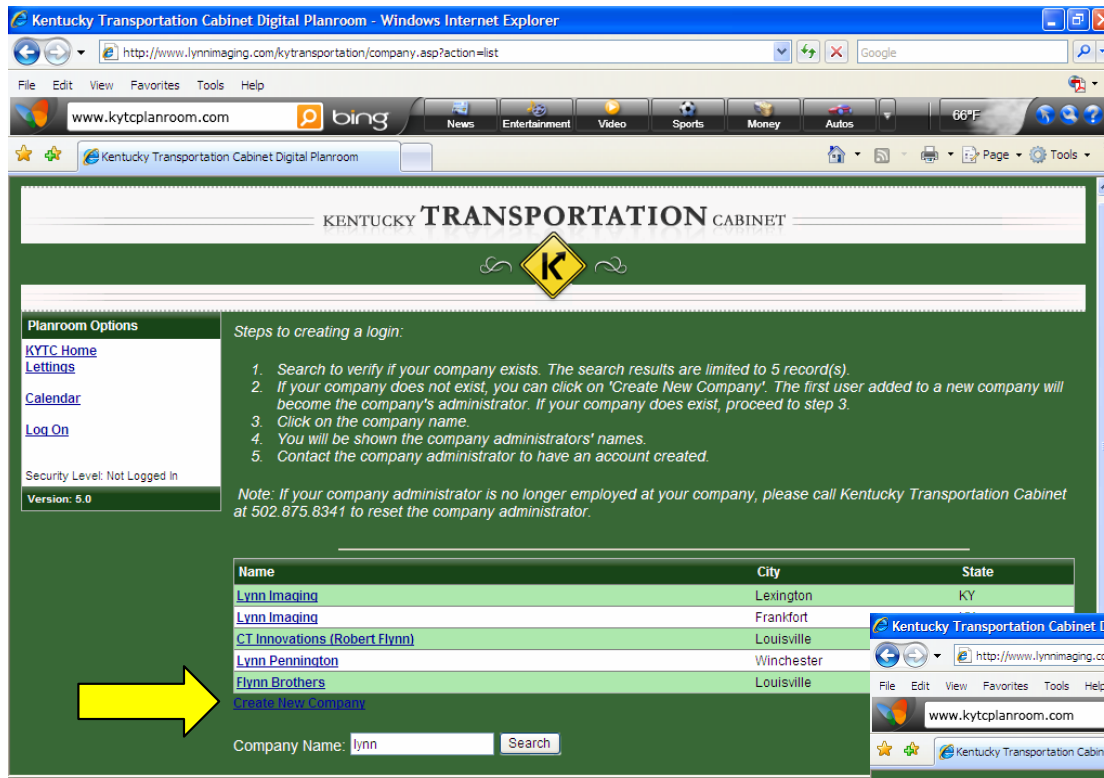 Kentucky Transportation Cabinet Digital Planroom - Windows Internet Explorer
http://www.lynnimaging.com/kytransportation/company.asp?action=list
Google
File Edit View Favorites Tools Help
www.kytcplanroom.com bing News Entertainment Video Sports Money Autos 66°F
Kentucky Transportation Cabinet Digital Planroom Page Tools
KENTUCKY TRANSPORTATION CABINET
K
Planroom Options
KYTC Home
Lettings
Calendar
Log On
Security Level: Not Logged In
Version: 5.0
Steps to creating a login:
1. Search to verify if your company exists. The search results are limited to 5 record(s).
2. If your company does not exist, you can click on 'Create New Company'. The first user added to a new company will
become the company's administrator. If your company does exist, proceed to step 3.
3. Click on the company name.
4. You will be shown the company administrators' names.
5. Contact the company administrator to have an account created.
Note: If your company administrator is no longer employed at your company, please call Kentucky Transportation Cabinet
at 502.875.8341 to reset the company administrator.
Name City State
Lynn Imaging Lexington KY
Lynn Imaging Frankfort
CT Innovations (Robert Flynn) Louisville
Lynn Pennington Winchester
Flynn Brothers Louisville
Create New Company
Company Name: lynn Search
Kentucky Transportation Cabinet D
http://www.lynnimaging.co
File Edit View Favorites Tools Help
www.kytcplanroom.com
Kentucky Transportation Cabin